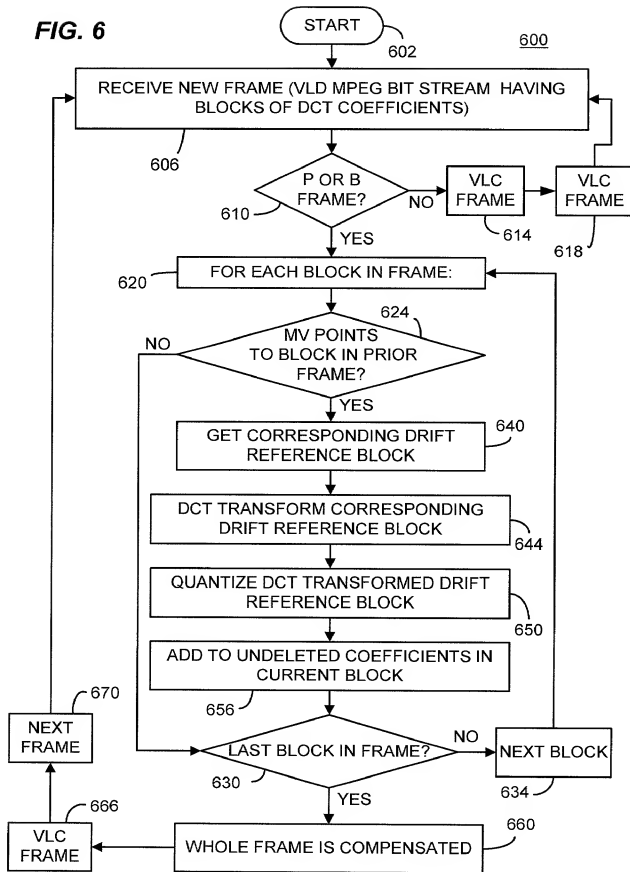 FIG. 6
START
602
600
RECEIVE NEW FRAME (VLD MPEG BIT STREAM HAVING
BLOCKS OF DCT COEFFICIENTS)
606
P OR B
FRAME?
610
NO
VLC
FRAME
614
VLC
FRAME
618
YES
FOR EACH BLOCK IN FRAME:
620
624
NO
MV POINTS
TO BLOCK IN PRIOR
FRAME?
YES
GET CORRESPONDING DRIFT
REFERENCE BLOCK
640
DCT TRANSFORM CORRESPONDING
DRIFT REFERENCE BLOCK
644
QUANTIZE DCT TRANSFORMED DRIFT
REFERENCE BLOCK
650
ADD TO UNDELETED COEFFICIENTS IN
CURRENT BLOCK
656
670
NEXT
FRAME
LAST BLOCK IN FRAME?
630
NO
NEXT BLOCK
634
YES
666
VLC
FRAME
WHOLE FRAME IS COMPENSATED
660